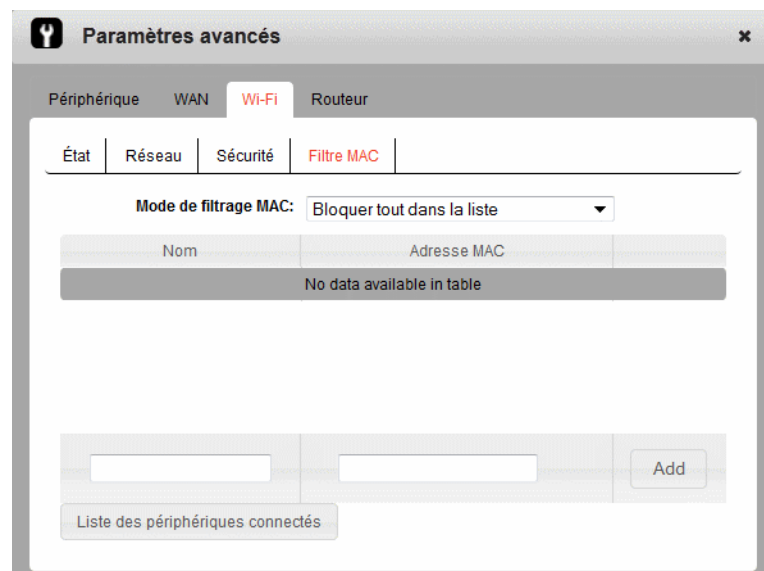 Paramètres avancés
Périphérique WAN Wi-Fi Routeur
État Réseau Sécurité Filtre MAC
Mode de filtrage MAC: Bloquer tout dans la liste
Nom Adresse MAC
No data available in table
Add
Liste des périphériques connectés